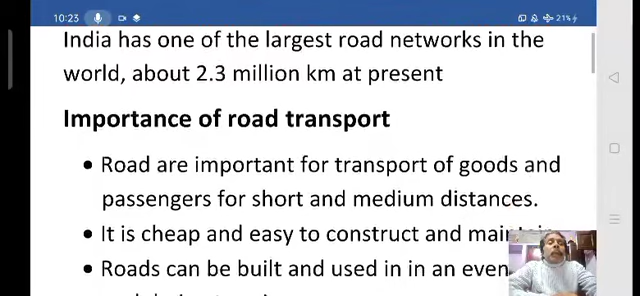 10:23
21%
India has one of the largest road networks in the
world, about 2.3 million km at present
Importance of road transport
• Road are important for transport of goods and
passengers for short and medium distances.
• It is cheap and easy to construct and
• Roads can be built and used in in an even